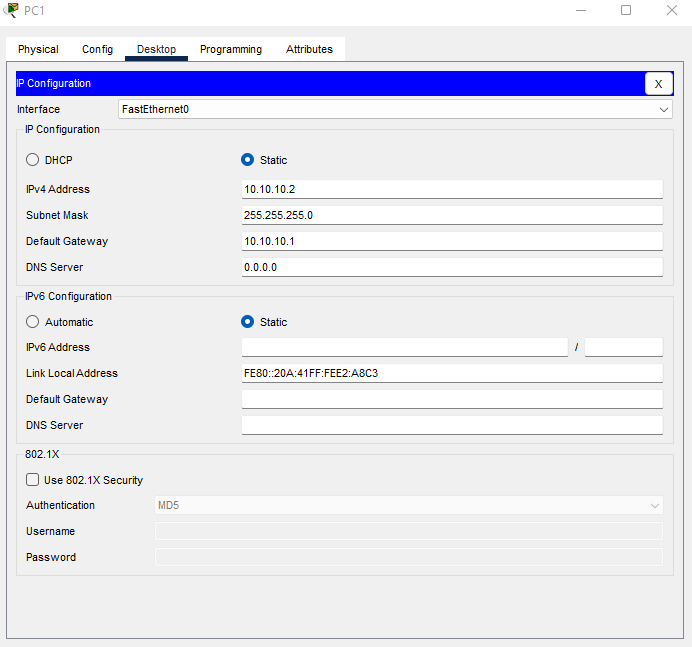 PC1
Physical Config Desktop Programming Attributes
IP Configuration X
Interface FastEthernet0
IP Configuration
DHCP Static
IPv4 Address 10.10.10.2
Subnet Mask 255.255.255.0
Default Gateway 10.10.10.1
DNS Server 0.0.0.0
IPv6 Configuration
Automatic Static
IPv6 Address /
Link Local Address FE80::20A:41FF:FEE2:A8C3
Default Gateway
DNS Server
802.1X
Use 802.1X Security
Authentication MD5
Username
Password